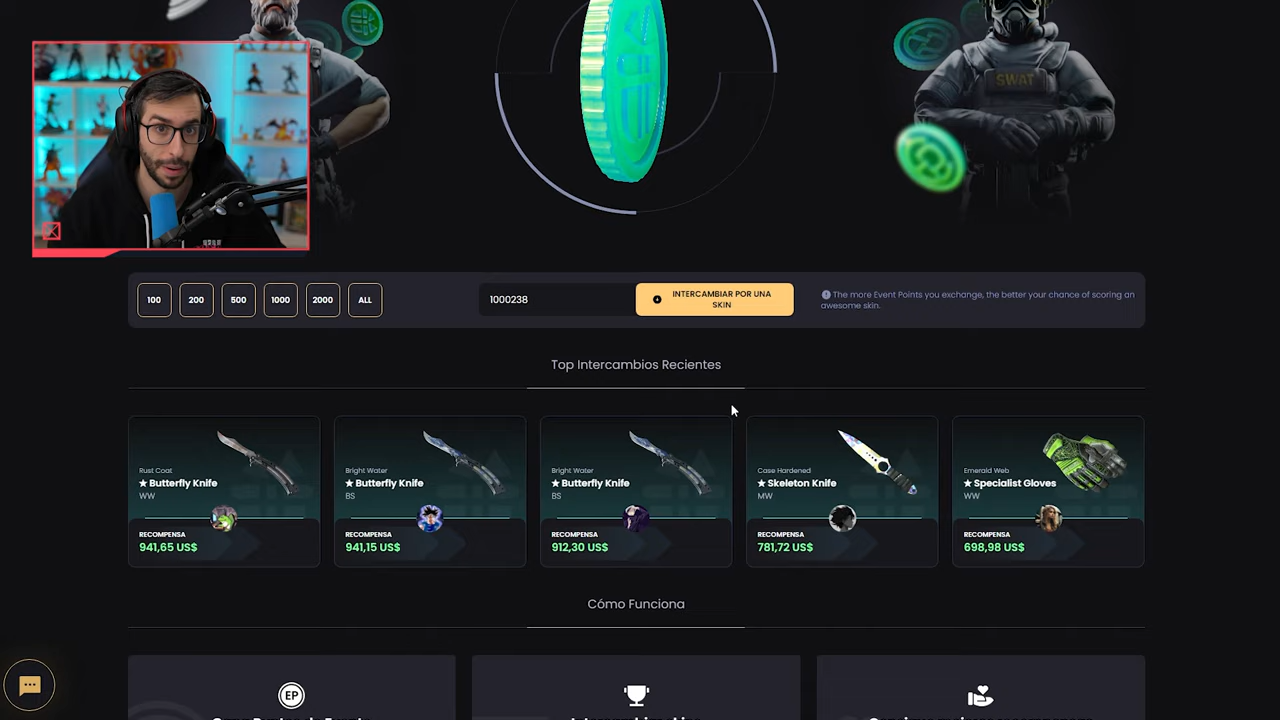 SWAT
100
200
500
1000
2000
ALL
1000238
INTERCAMBIAR POR UNA
SKIN
The more Event Points you exchange, the better your chance of scoring an
awesome skin.
Top Intercambios Recientes
Rust Coat
★ Butterfly Knife
WW
RECOMPENSA
941,65 US$
Bright Water
★ Butterfly Knife
BS
RECOMPENSA
941,15 US$
Bright Water
★ Butterfly Knife
BS
RECOMPENSA
912,30 US$
Case Hardened
★ Skeleton Knife
MW
RECOMPENSA
781,72 US$
Emerald Web
★ Specialist Gloves
WW
RECOMPENSA
698,98 US$
Cómo Funciona
EP